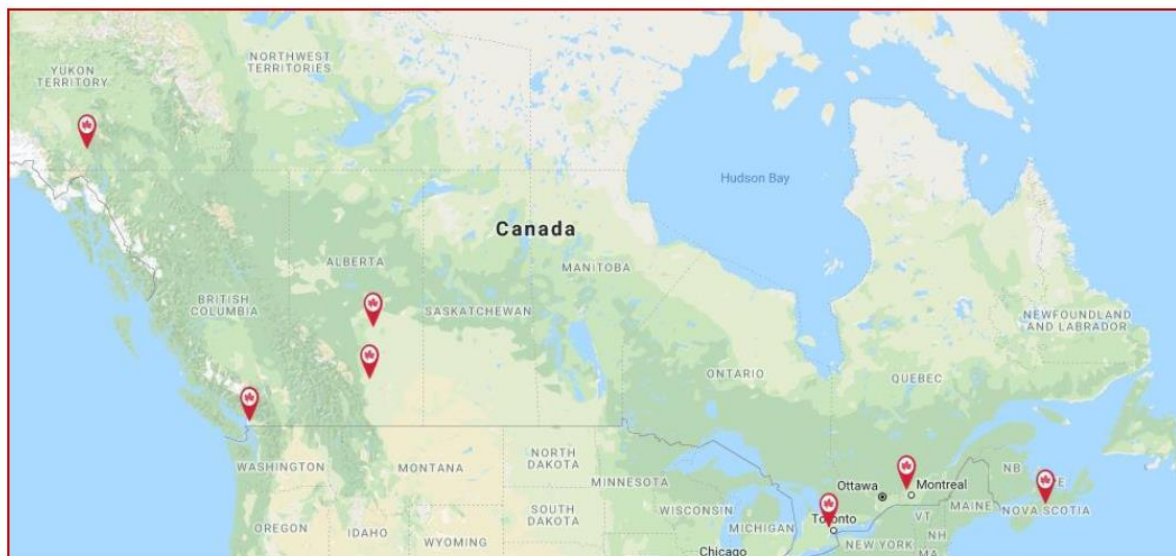 NORTHWEST
TERRITORIES
YUKON
TERRITORY
Hudson Bay
Canada
ALBERTA
MANITOBA
BRITISH
COLUMBIA
SASKATCHEWAN
NEWFOUNDLAND
AND LABRADOR
ONTARIO
QUEBEC
WASHINGTON
MONTANA
NORTH
DAKOTA
MINNESOTA
NB
Ottawa
Montreal
MAINE
NOVA SCOTIA
SOUTH
DAKOTA
WISCONSIN
MICHIGAN
Toronto
VT
OREGON
IDAHO
WYOMING
NEW YORK
NH
Chicago
MA